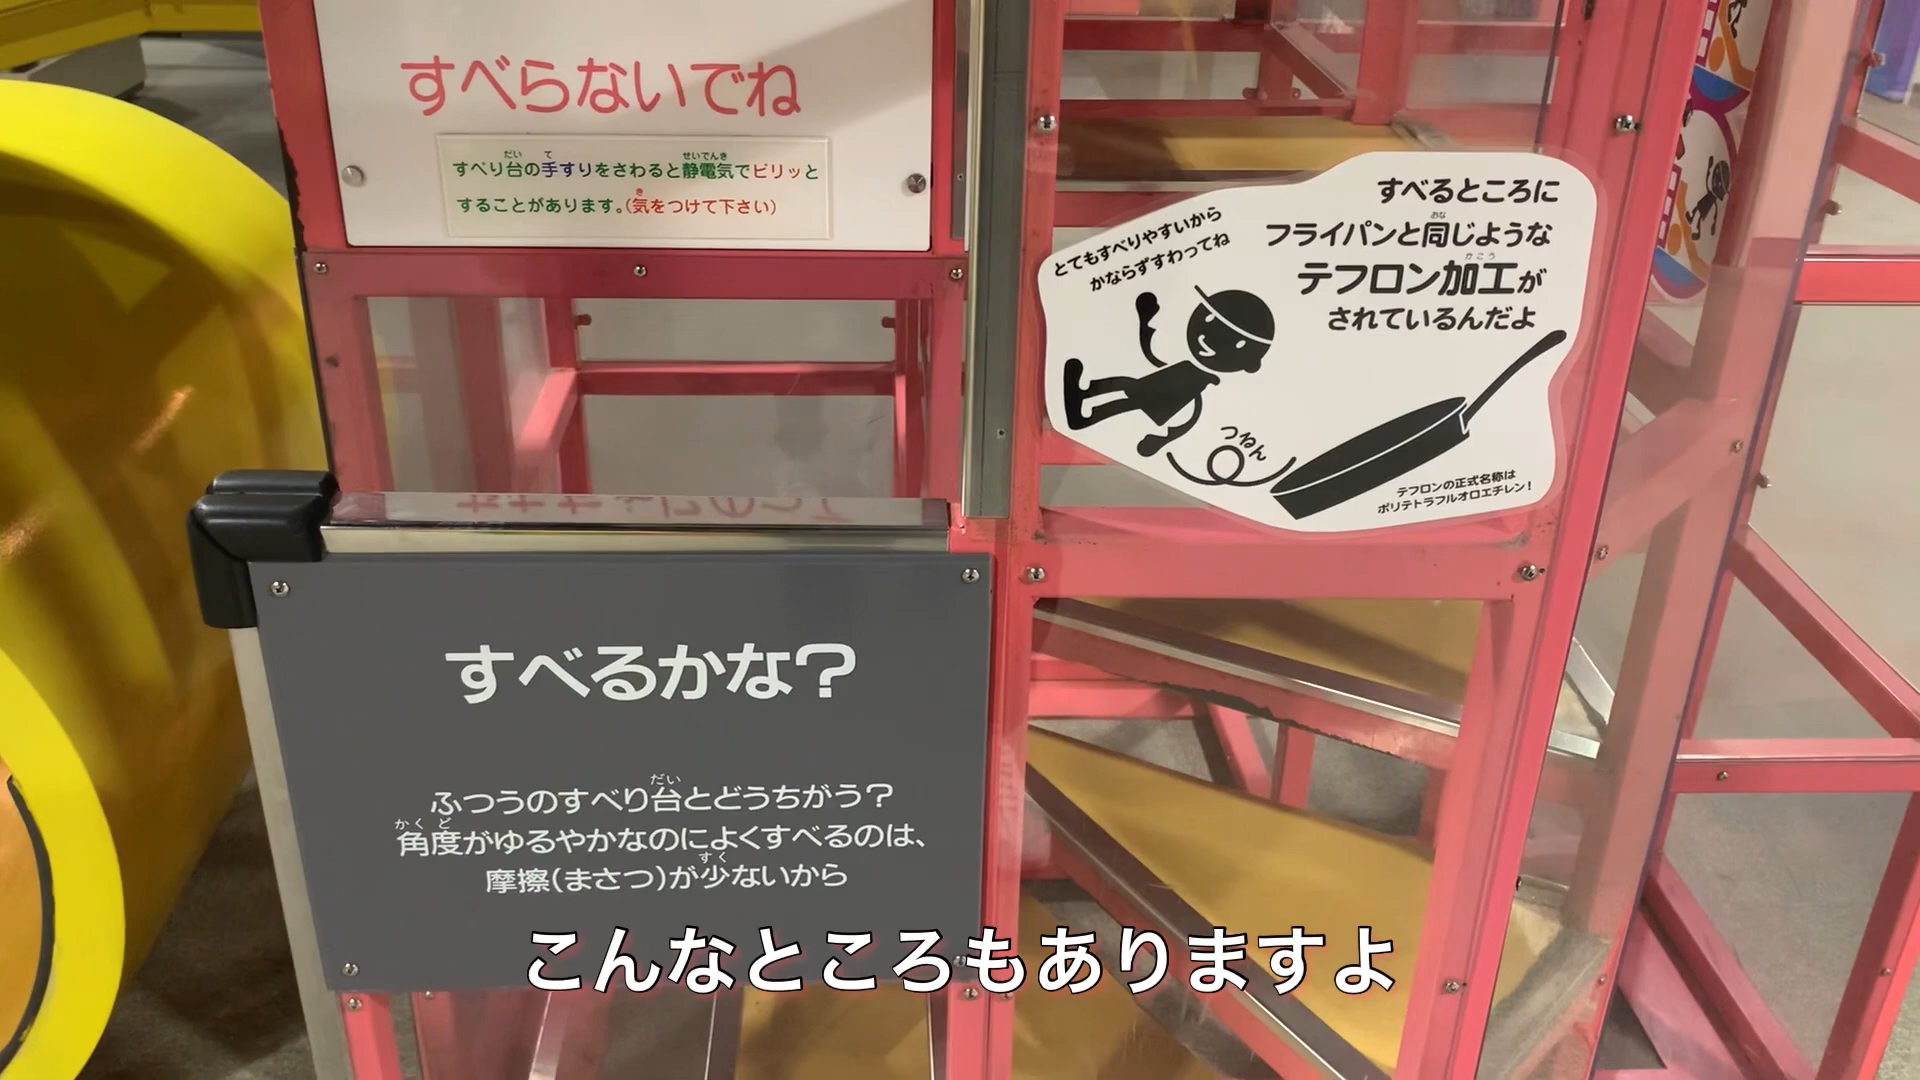 すべらないでね
すべり台の手すりをさわると静電気でビリッと
することがあります。(気をつけて下さい)
とてもすべりやすいから
かならずすわってね
すべるところに
フライパンと同じような
テフロン加工が
されているんだよ
つるん
テフロンの正式名称は
ポリテトラフルオロエチレン!
すべるかな?
ふつうのすべり台とどうちがう?
角度がゆるやかなのによくすべるのは、
摩擦(まさつ)が少ないから
こんなところもありますよ